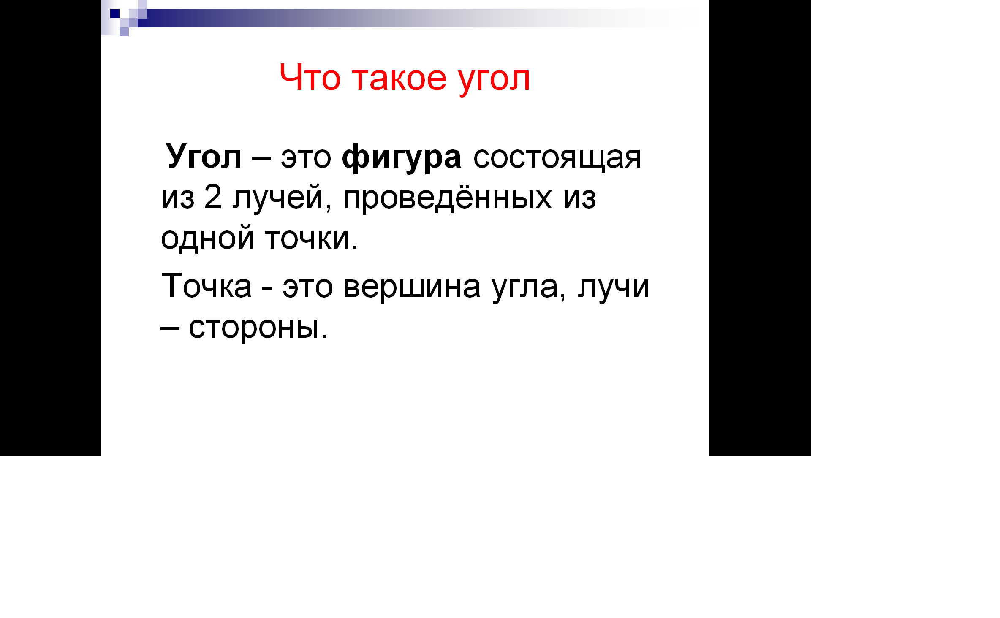 Что такое угол
Угол – это фигура состоящая
из 2 лучей, проведённых из
одной точки.
Точка - это вершина угла, лучи
– стороны.